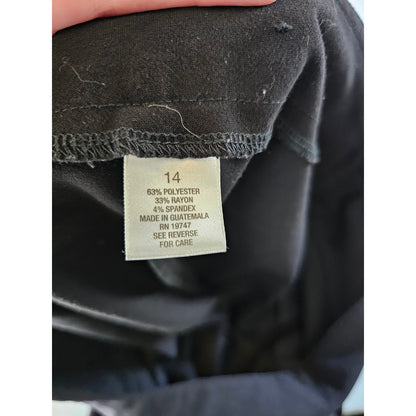 14
63% POLYESTER
33% RAYON
4% SPANDEX
MADE IN GUATEMALA
RN 19747
SEE REVERSE
FOR CARE